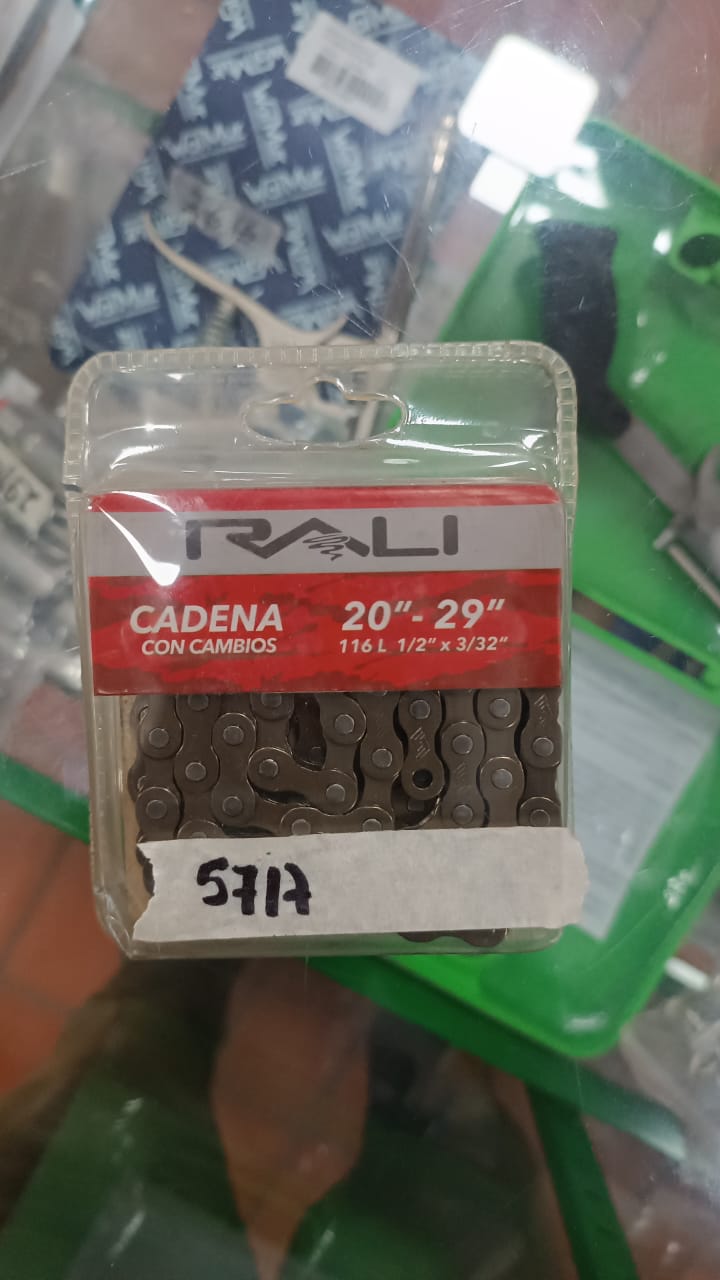 RALI
CADENA
CON CAMBIOS
20"- 29"
116 L 1/2" x 3/32"
5717